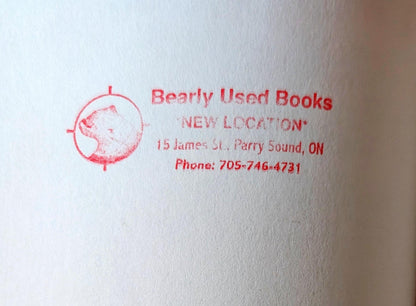 Bearly Used Books
*NEW LOCATION*
15 James St., Parry Sound, ON
Phone: 705-746-4731